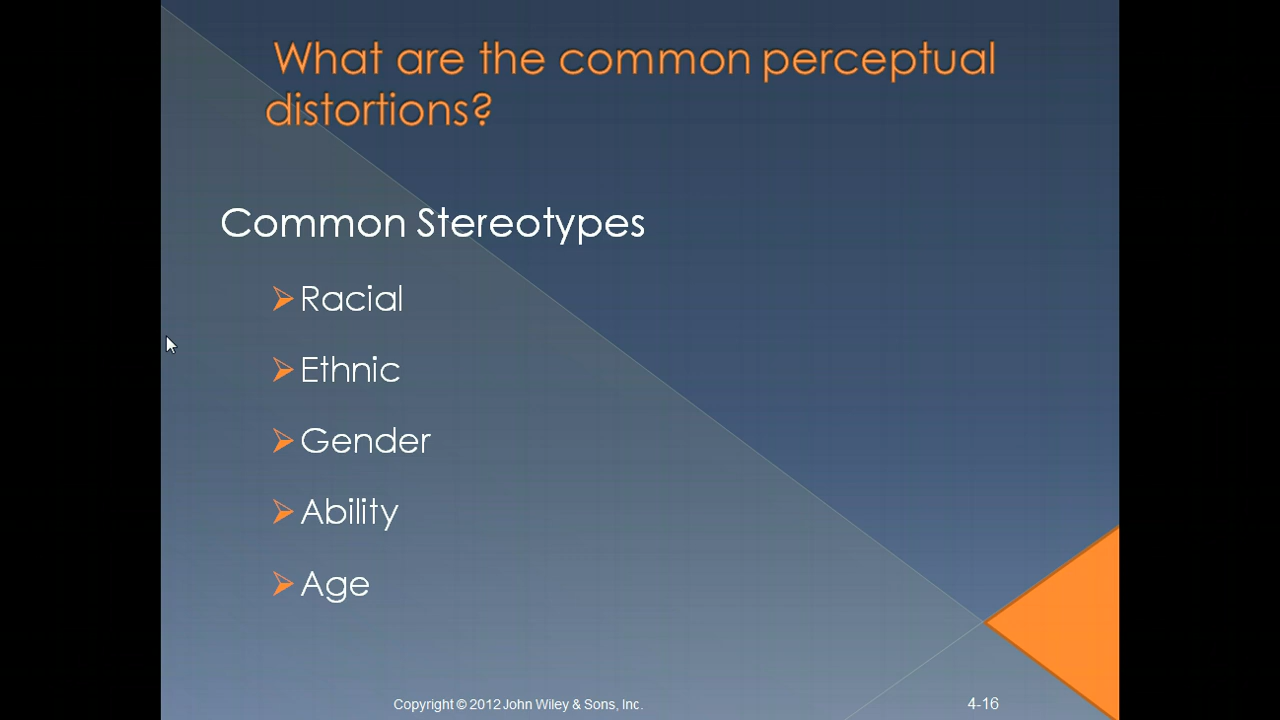 What are the common perceptual
distortions?
Common Stereotypes
Racial
Ethnic
Gender
Ability
Age
Copyright © 2012 John Wiley & Sons, Inc.
4-16